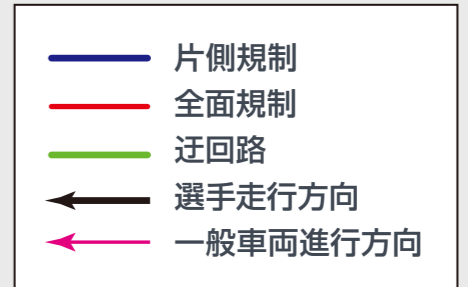 片側規制
全面規制
迂回路
選手走行方向
一般車両進行方向